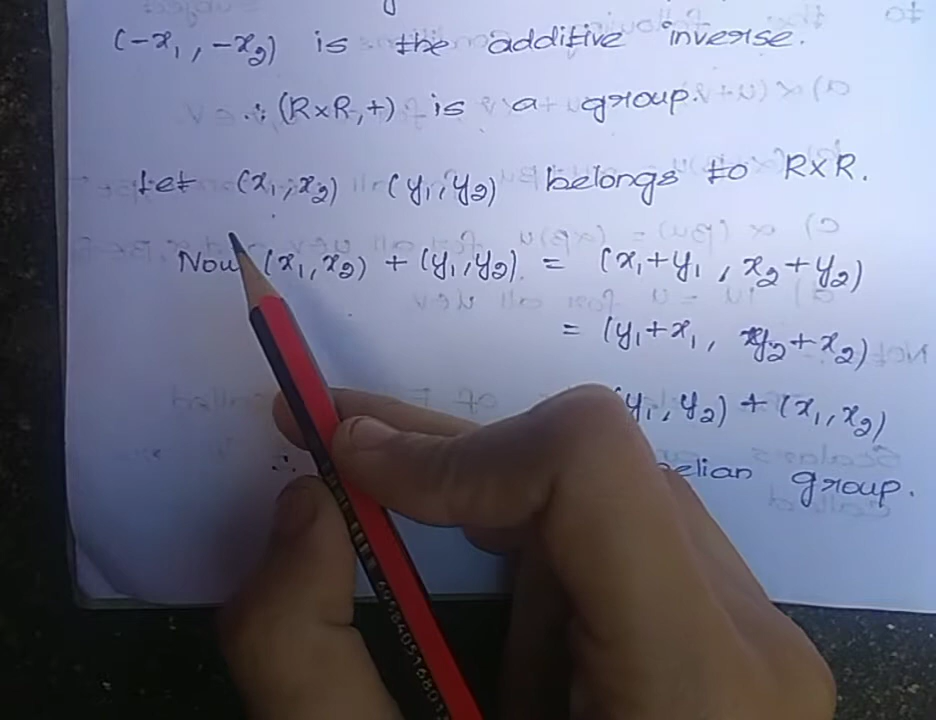 (-x₁, -x₂) is the additive inverse.
∴ (R×R,+) is a group.
Let (x₁,x₂) (y₁,y₂) belongs to R×R.
Now (x₁,x₂) + (y₁,y₂) = (x₁+y₁, x₂+y₂)
= (y₁+x₁, y₂+x₂)
(y₁,y₂) + (x₁,x₂)
∴ elian group.